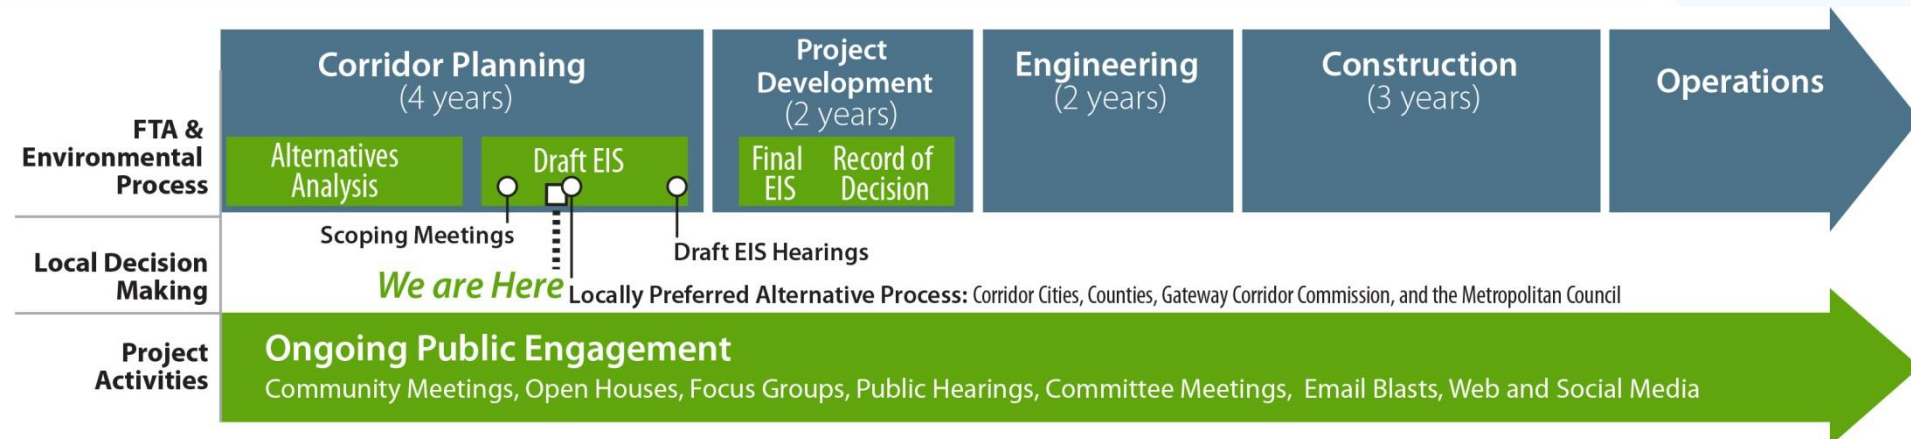 Corridor Planning
(4 years)
Project
Development
(2 years)
Engineering
(2 years)
Construction
(3 years)
Operations
FTA &
Environmental
Process
Alternatives
Analysis
Draft EIS
Final
EIS
Record of
Decision
Scoping Meetings
Draft EIS Hearings
Local Decision
Making
We are Here
Locally Preferred Alternative Process: Corridor Cities, Counties, Gateway Corridor Commission, and the Metropolitan Council
Project
Activities
Ongoing Public Engagement
Community Meetings, Open Houses, Focus Groups, Public Hearings, Committee Meetings, Email Blasts, Web and Social Media